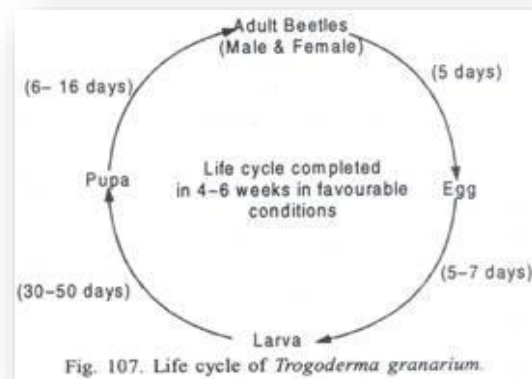 Adult Beetles
(Male & Female)
(5 days)
Egg
(5–7 days)
Larva
(30–50 days)
Pupa
(6– 16 days)
Life cycle completed
in 4–6 weeks in favourable
conditions
Fig. 107. Life cycle of Trogoderma granarium.